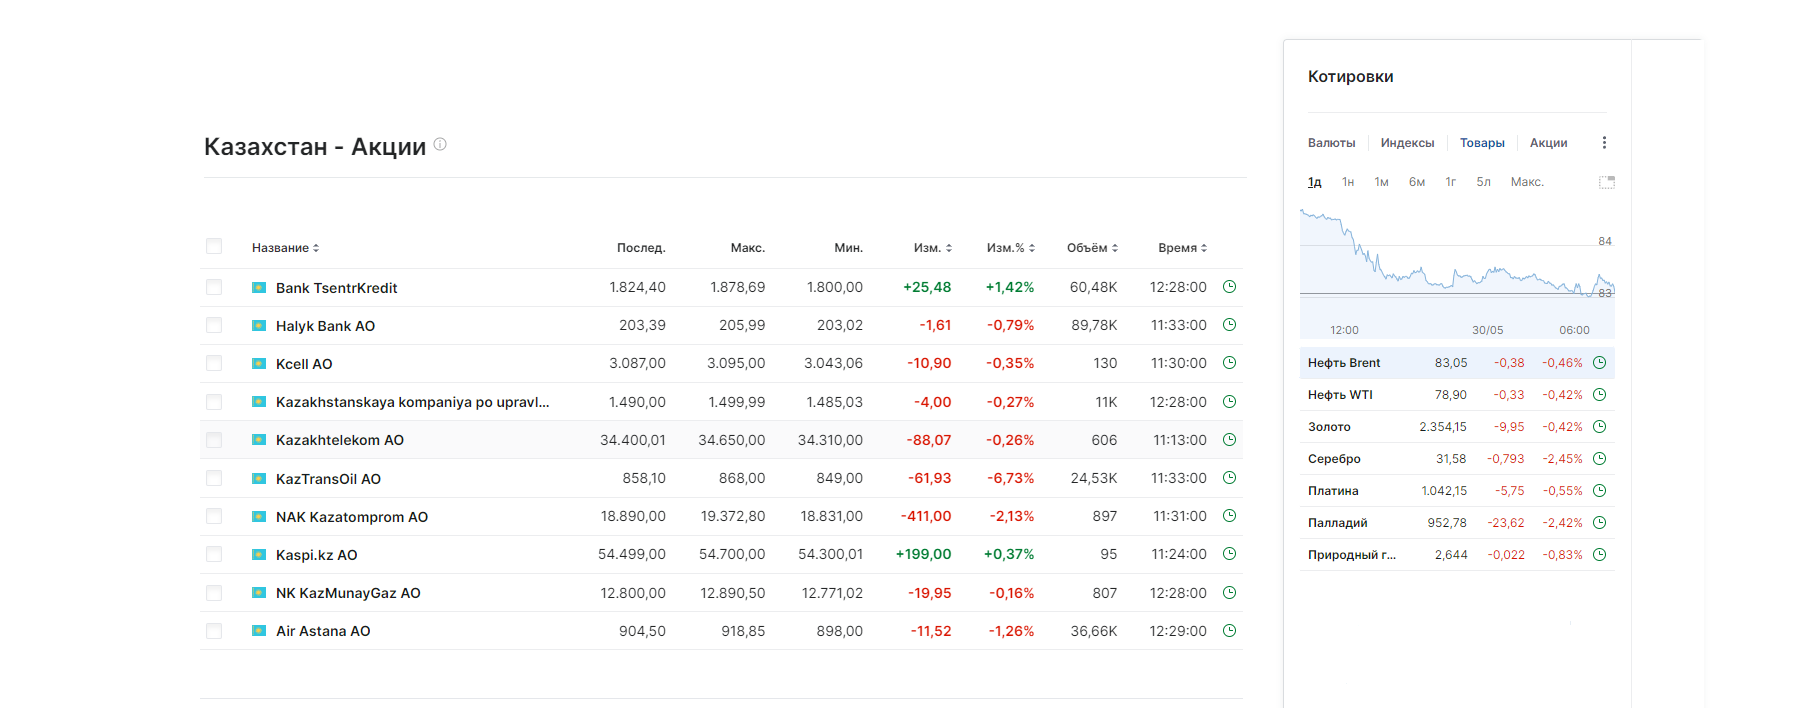 Казахстан - Акции
Название Послед. Макс. Мин. Изм. Изм.% Объём Время
Bank TsentrKredit 1.824,40 1.878,69 1.800,00 +25,48 +1,42% 60,48K 12:28:00
Halyk Bank AO 203,39 205,99 203,02 -1,61 -0,79% 89,78K 11:33:00
Kcell AO 3.087,00 3.095,00 3.043,06 -10,90 -0,35% 130 11:30:00
Kazakhstanskaya kompaniya po upravl... 1.490,00 1.499,99 1.485,03 -4,00 -0,27% 11K 12:28:00
Kazakhtelekom AO 34.400,01 34.650,00 34.310,00 -88,07 -0,26% 606 11:13:00
KazTransOil AO 858,10 868,00 849,00 -61,93 -6,73% 24,53K 11:33:00
NAK Kazatomprom AO 18.890,00 19.372,80 18.831,00 -411,00 -2,13% 897 11:31:00
Kaspi.kz AO 54.499,00 54.700,00 54.300,01 +199,00 +0,37% 95 11:24:00
NK KazMunayGaz AO 12.800,00 12.890,50 12.771,02 -19,95 -0,16% 807 12:28:00
Air Astana AO 904,50 918,85 898,00 -11,52 -1,26% 36,66K 12:29:00
Котировки
Валюты Индексы Товары Акции
1д 1н 1м 6м 1г 5л Макс.
84
83
12:00 30/05 06:00
Нефть Brent 83,05 -0,38 -0,46%
Нефть WTI 78,90 -0,33 -0,42%
Золото 2.354,15 -9,95 -0,42%
Серебро 31,58 -0,793 -2,45%
Платина 1.042,15 -5,75 -0,55%
Палладий 952,78 -23,62 -2,42%
Природный г... 2,644 -0,022 -0,83%